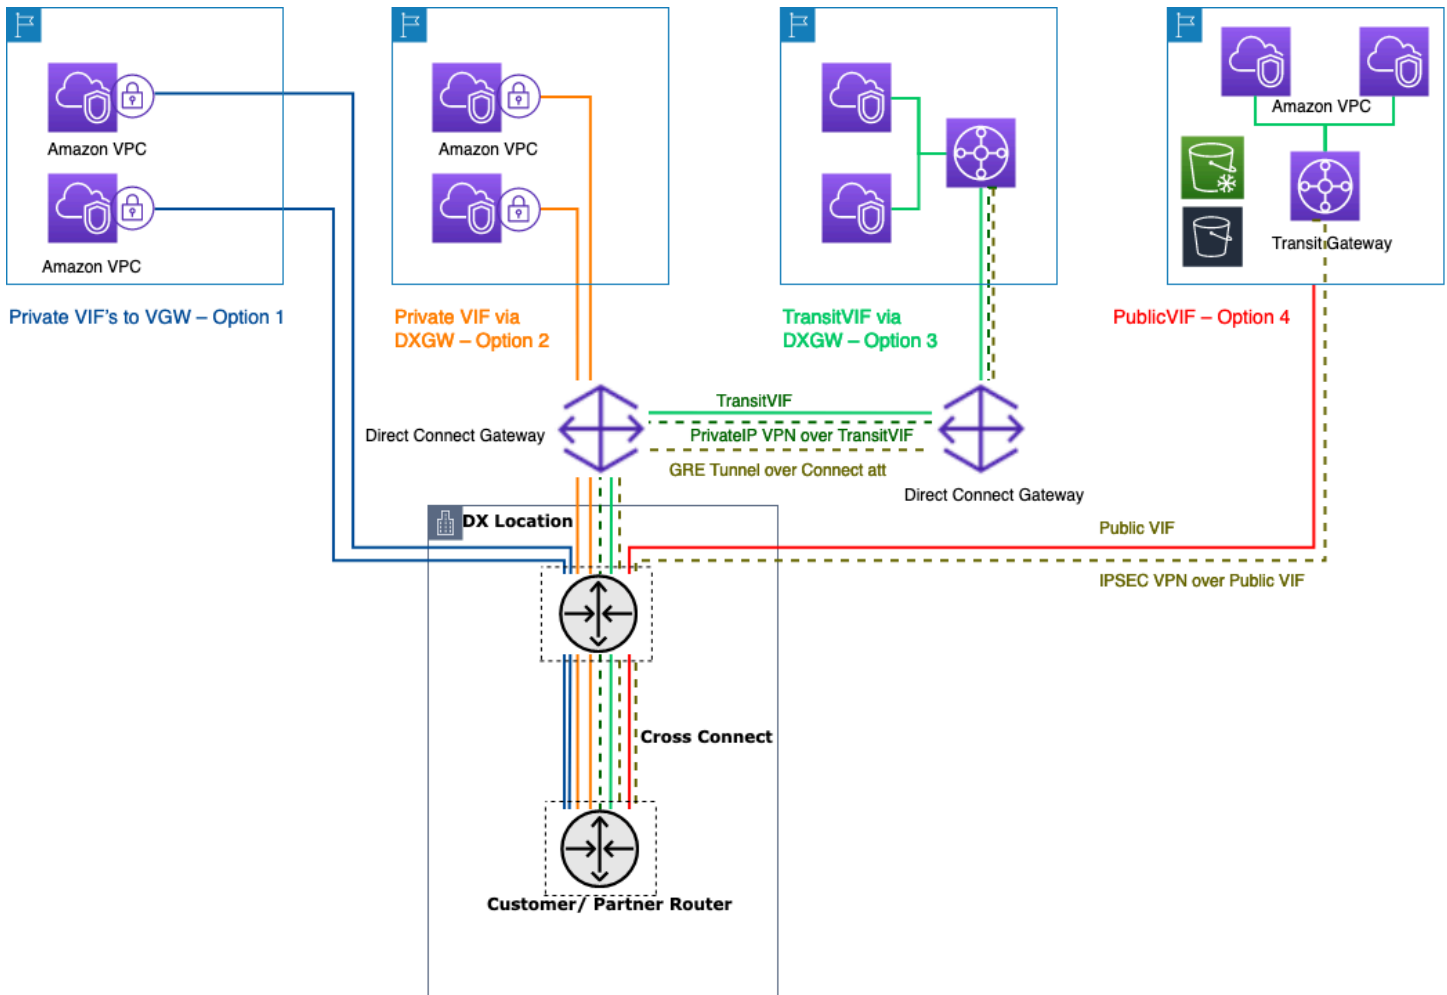 Amazon VPC
Amazon VPC
Private VIF's to VGW – Option 1
Amazon VPC
Private VIF via
DXGW – Option 2
TransitVIF via
DXGW – Option 3
Amazon VPC
Transit Gateway
PublicVIF – Option 4
Direct Connect Gateway
TransitVIF
PrivateIP VPN over TransitVIF
GRE Tunnel over Connect att
Direct Connect Gateway
DX Location
Public VIF
IPSEC VPN over Public VIF
Cross Connect
Customer/ Partner Router